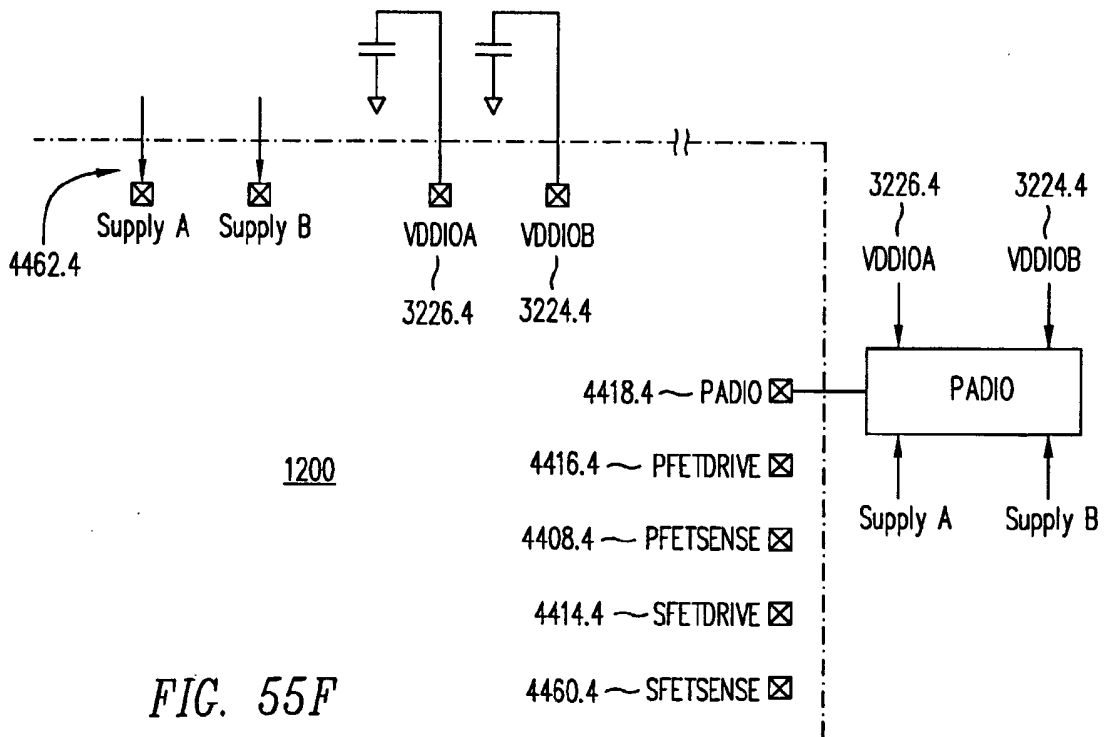 Supply A
Supply B
VDDIOA
VDDIOB
4462.4
3226.4
3224.4
3226.4
3224.4
VDDIOA
VDDIOB
PADIO
Supply A
Supply B
4418.4 PADIO
4416.4 PFETDRIVE
4408.4 PFETSENSE
4414.4 SFETDRIVE
4460.4 SFETSENSE
1200
FIG. 55F